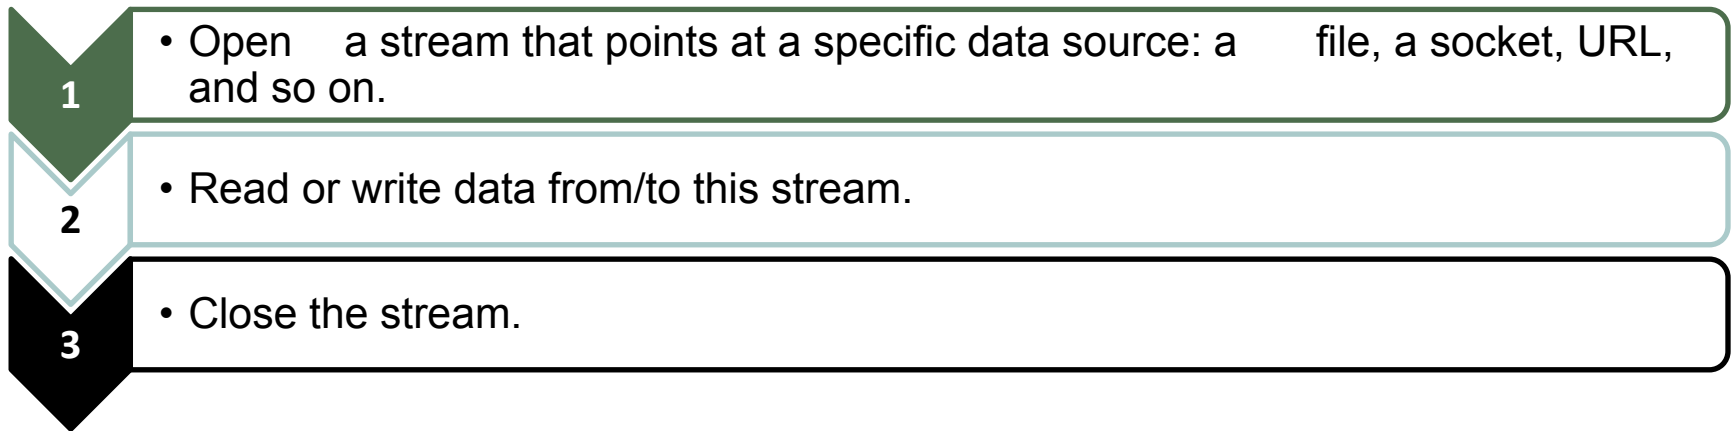 1
• Open a stream that points at a specific data source: a file, a socket, URL,
and so on.
2
• Read or write data from/to this stream.
3
• Close the stream.